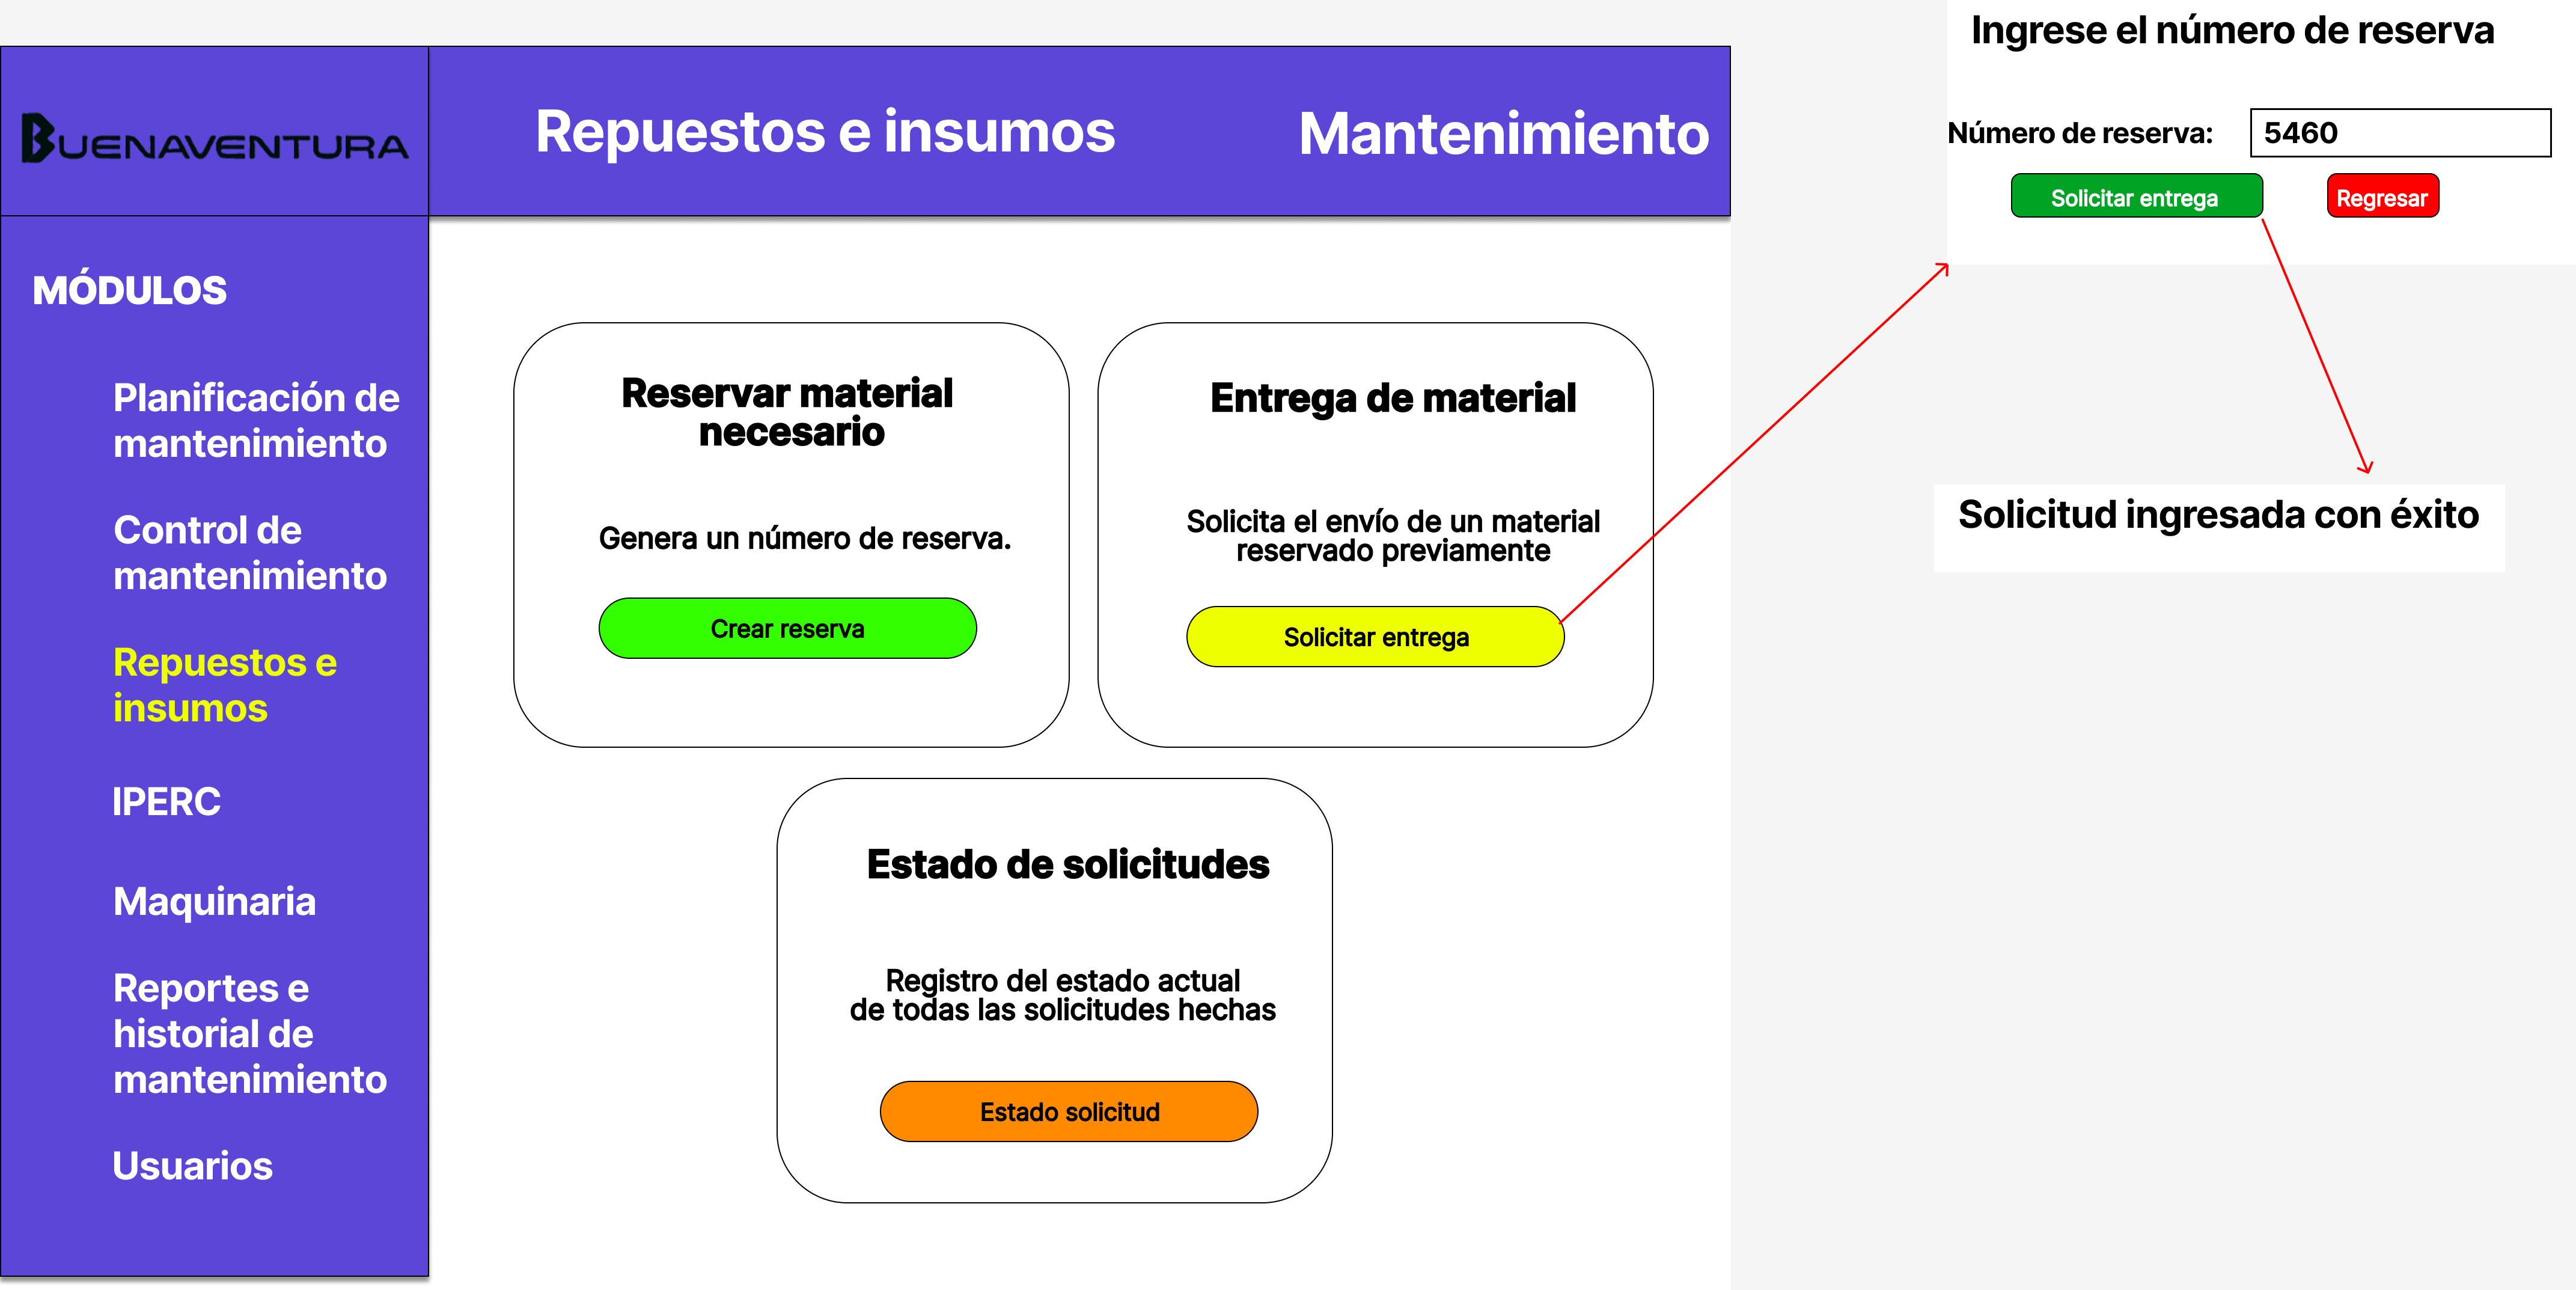 BUENAVENTURA
Repuestos e insumos
Mantenimiento
MÓDULOS
Planificación de
mantenimiento
Control de
mantenimiento
Repuestos e
insumos
IPERC
Maquinaria
Reportes e
historial de
mantenimiento
Usuarios
Reservar material
necesario
Genera un número de reserva.
Crear reserva
Entrega de material
Solicita el envío de un material
reservado previamente
Solicitar entrega
Estado de solicitudes
Registro del estado actual
de todas las solicitudes hechas
Estado solicitud
Ingrese el número de reserva
Número de reserva:
5460
Solicitar entrega
Regresar
Solicitud ingresada con éxito